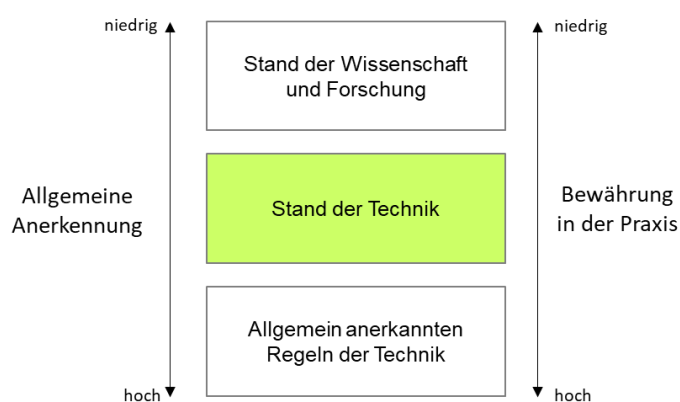 niedrig
niedrig
Stand der Wissenschaft
und Forschung
Allgemeine
Anerkennung
Stand der Technik
Bewährung
in der Praxis
Allgemein anerkannten
Regeln der Technik
hoch
hoch